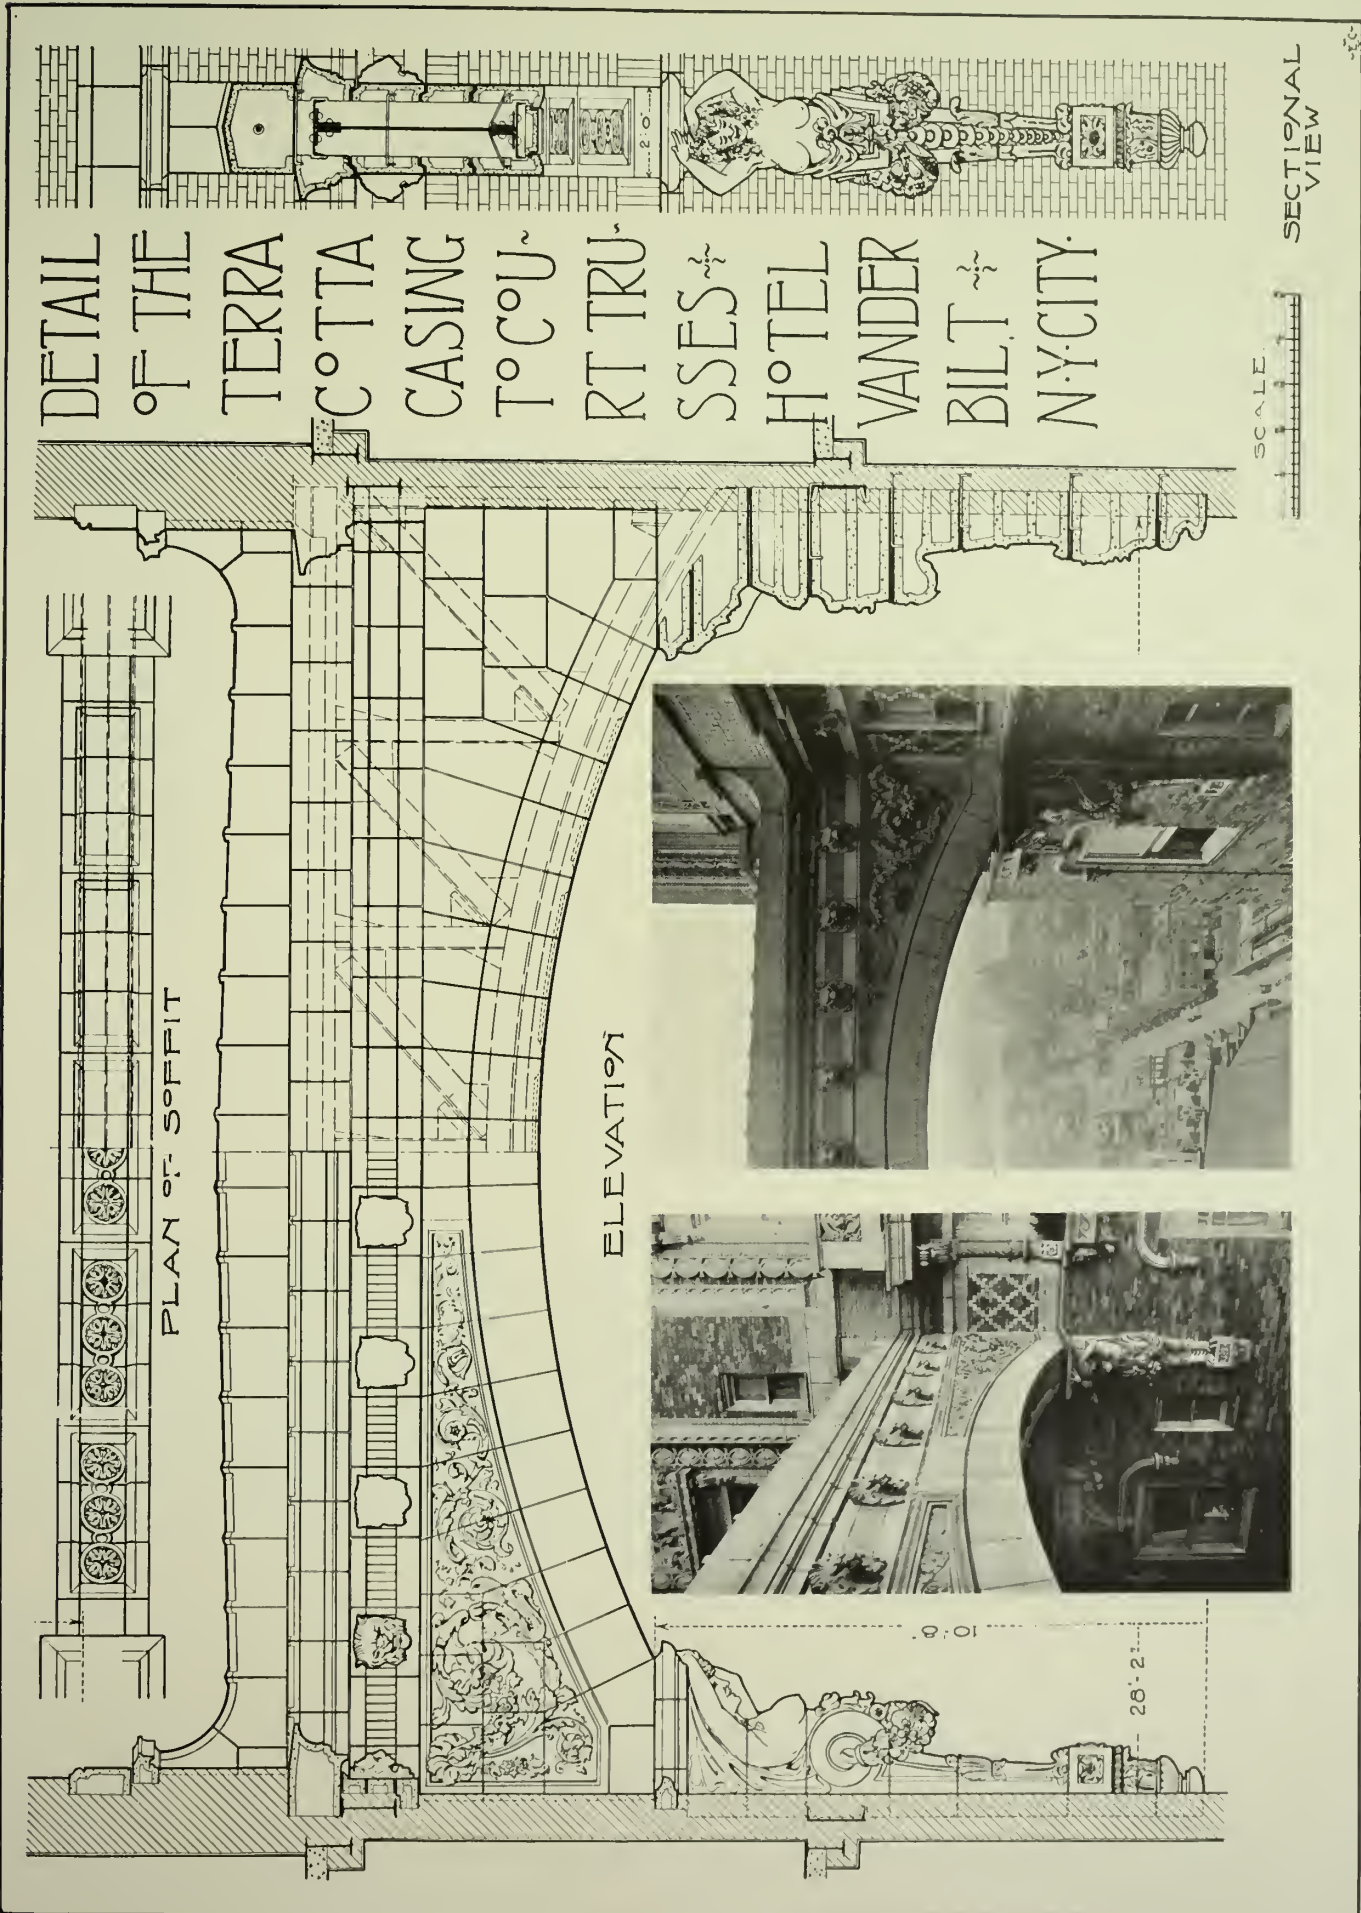 DETAIL
OF THE
TERRA
COTTA
CASING
TO COU~
RT TRU~
SSES
HOTEL
VANDER
BILT
N·Y·CITY·
PLAN OF SOFFIT
ELEVATION
SECTIONAL
VIEW
SCALE
2'·0"
10'·8"
28'·2"